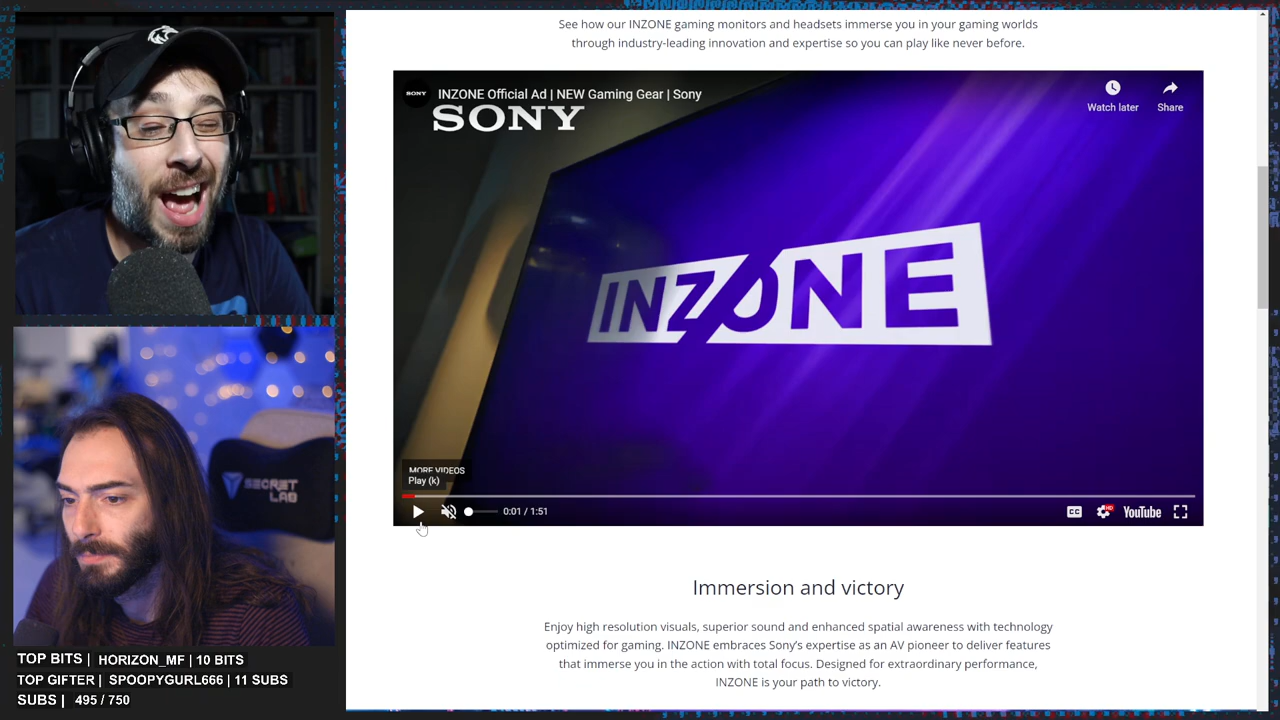 See how our INZONE gaming monitors and headsets immerse you in your gaming worlds
through industry-leading innovation and expertise so you can play like never before.
SONY
INZONE Official Ad | NEW Gaming Gear | Sony
Watch later
Share
SONY
INZONE
MORE VIDEOS
Play (k)
0:01 / 1:51
CC
HD
YouTube
SECRET
LAB
Immersion and victory
Enjoy high resolution visuals, superior sound and enhanced spatial awareness with technology
optimized for gaming. INZONE embraces Sony's expertise as an AV pioneer to deliver features
that immerse you in the action with total focus. Designed for extraordinary performance,
INZONE is your path to victory.
TOP BITS | HORIZON_MF | 10 BITS
TOP GIFTER | SPOOPYGURL666 | 11 SUBS
SUBS | 495 / 750